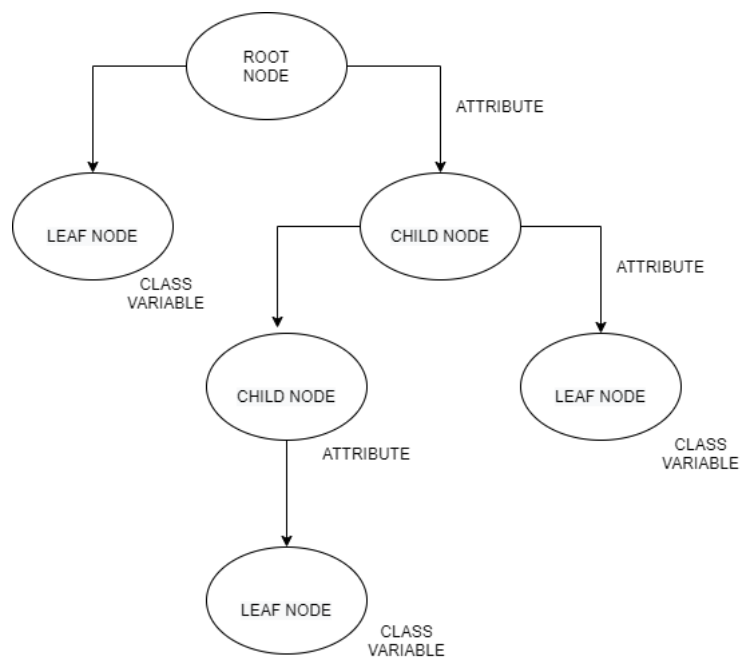 ROOT
NODE
ATTRIBUTE
LEAF NODE
CHILD NODE
CLASS
VARIABLE
ATTRIBUTE
CHILD NODE
LEAF NODE
ATTRIBUTE
CLASS
VARIABLE
LEAF NODE
CLASS
VARIABLE